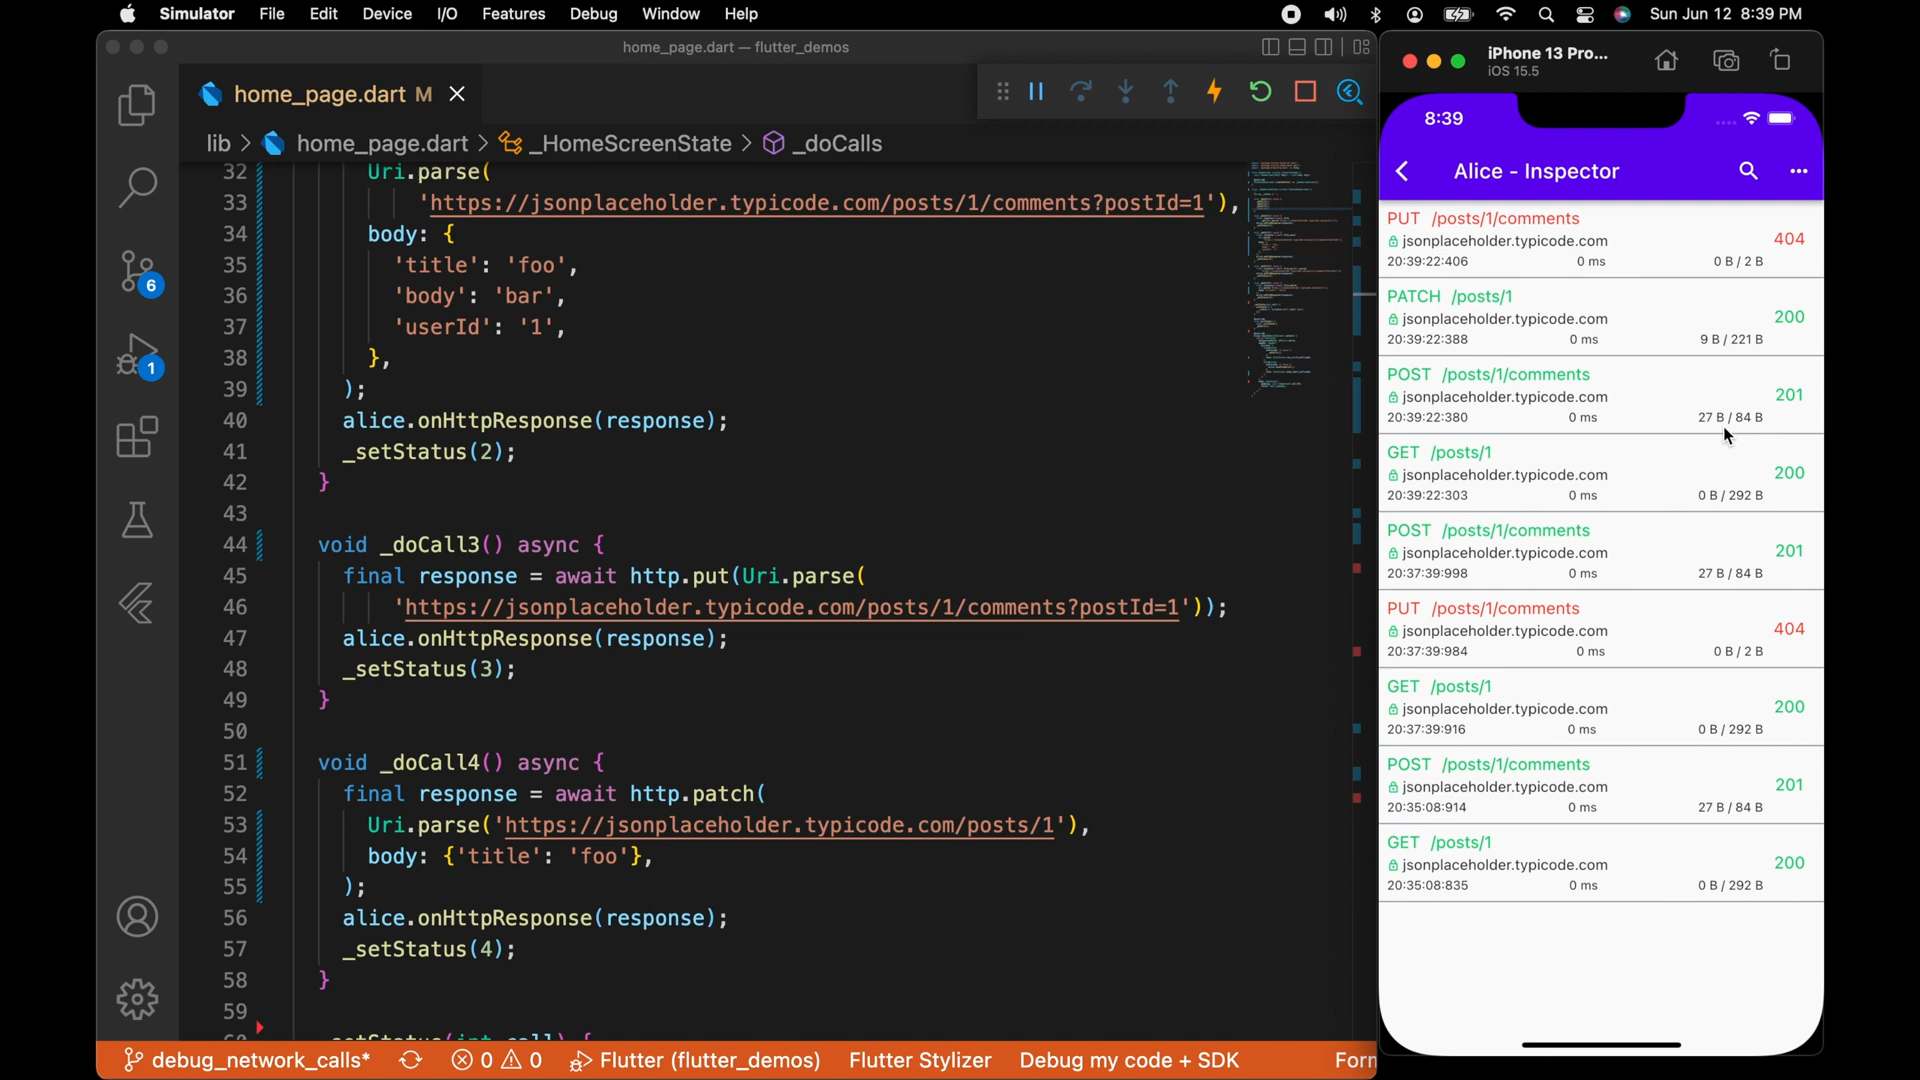 Simulator File Edit Device I/O Features Debug Window Help Sun Jun 12 8:39 PM
home_page.dart — flutter_demos
home_page.dart M
lib > home_page.dart > _HomeScreenState > _doCalls
32 Uri.parse(
33 'https://jsonplaceholder.typicode.com/posts/1/comments?postId=1'),
34 body: {
35 'title': 'foo',
36 'body': 'bar',
37 'userId': '1',
38 },
39 );
40 alice.onHttpResponse(response);
41 _setStatus(2);
42 }
43
44 void _doCall3() async {
45 final response = await http.put(Uri.parse(
46 'https://jsonplaceholder.typicode.com/posts/1/comments?postId=1'));
47 alice.onHttpResponse(response);
48 _setStatus(3);
49 }
50
51 void _doCall4() async {
52 final response = await http.patch(
53 Uri.parse('https://jsonplaceholder.typicode.com/posts/1'),
54 body: {'title': 'foo'},
55 );
56 alice.onHttpResponse(response);
57 _setStatus(4);
58 }
59
6
1
debug_network_calls* 0 0 Flutter (flutter_demos) Flutter Stylizer Debug my code + SDK Forn
iPhone 13 Pro...
iOS 15.5
8:39
Alice - Inspector
PUT /posts/1/comments
jsonplaceholder.typicode.com 404
20:39:22:406 0 ms 0 B / 2 B
PATCH /posts/1
jsonplaceholder.typicode.com 200
20:39:22:388 0 ms 9 B / 221 B
POST /posts/1/comments
jsonplaceholder.typicode.com 201
20:39:22:380 0 ms 27 B / 84 B
GET /posts/1
jsonplaceholder.typicode.com 200
20:39:22:303 0 ms 0 B / 292 B
POST /posts/1/comments
jsonplaceholder.typicode.com 201
20:37:39:998 0 ms 27 B / 84 B
PUT /posts/1/comments
jsonplaceholder.typicode.com 404
20:37:39:984 0 ms 0 B / 2 B
GET /posts/1
jsonplaceholder.typicode.com 200
20:37:39:916 0 ms 0 B / 292 B
POST /posts/1/comments
jsonplaceholder.typicode.com 201
20:35:08:914 0 ms 27 B / 84 B
GET /posts/1
jsonplaceholder.typicode.com 200
20:35:08:835 0 ms 0 B / 292 B